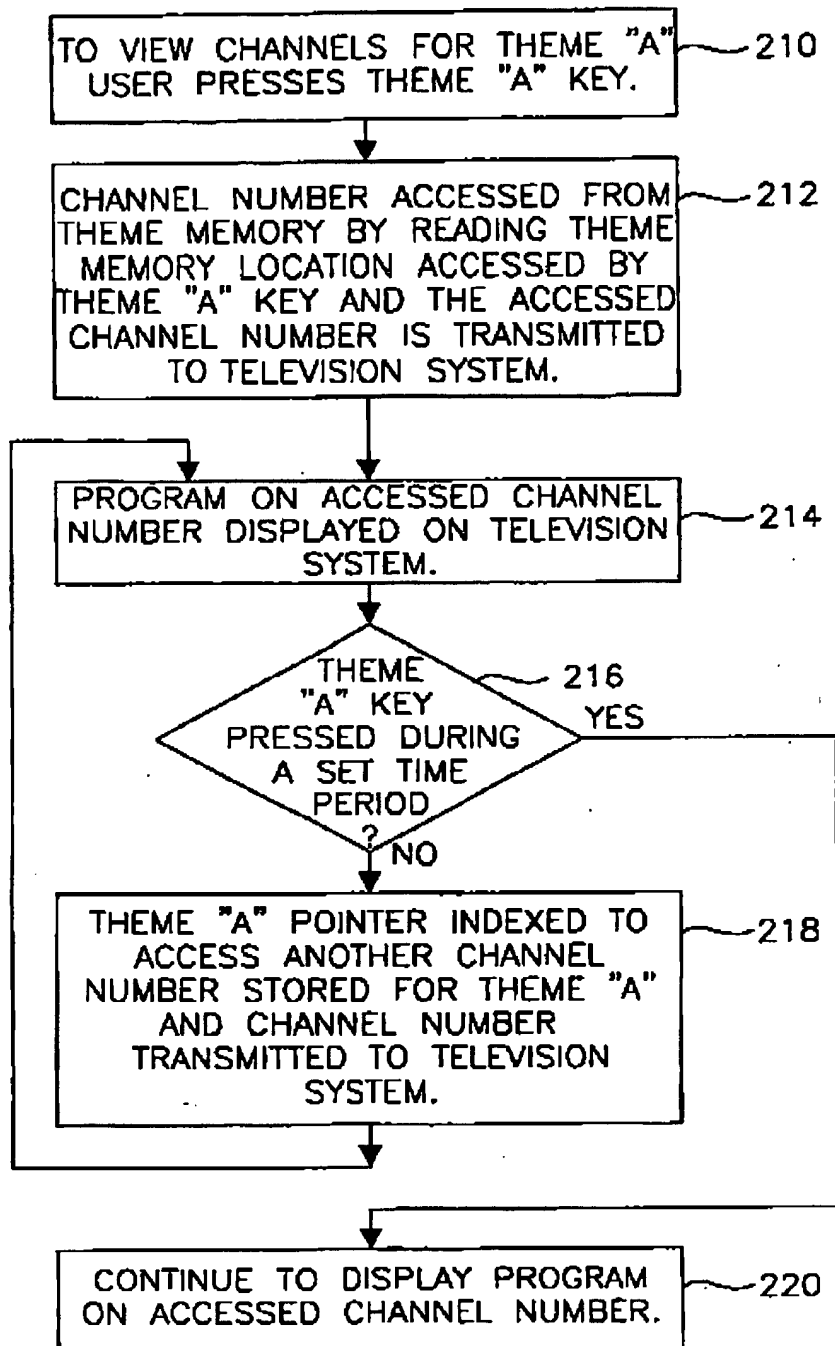 TO VIEW CHANNELS FOR THEME "A"
USER PRESSES THEME "A" KEY.
210
CHANNEL NUMBER ACCESSED FROM
THEME MEMORY BY READING THEME
MEMORY LOCATION ACCESSED BY
THEME "A" KEY AND THE ACCESSED
CHANNEL NUMBER IS TRANSMITTED
TO TELEVISION SYSTEM.
212
PROGRAM ON ACCESSED CHANNEL
NUMBER DISPLAYED ON TELEVISION
SYSTEM.
214
THEME
"A" KEY
PRESSED DURING
A SET TIME
PERIOD
?
216
YES
NO
THEME "A" POINTER INDEXED TO
ACCESS ANOTHER CHANNEL
NUMBER STORED FOR THEME "A"
AND CHANNEL NUMBER
TRANSMITTED TO TELEVISION
SYSTEM.
218
CONTINUE TO DISPLAY PROGRAM
ON ACCESSED CHANNEL NUMBER.
220